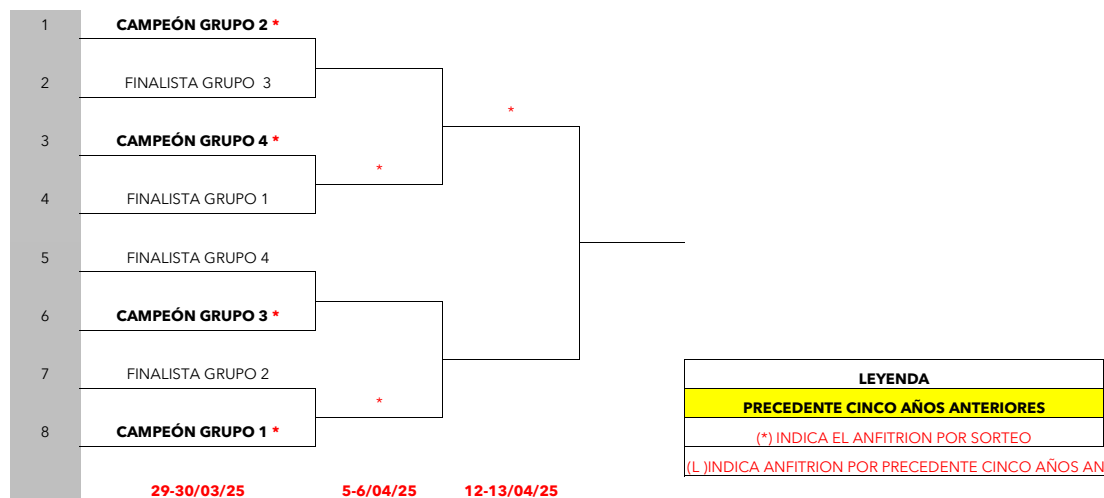 1 CAMPEÓN GRUPO 2 *
2 FINALISTA GRUPO 3
*
3 CAMPEÓN GRUPO 4 *
*
4 FINALISTA GRUPO 1
5 FINALISTA GRUPO 4
6 CAMPEÓN GRUPO 3 *
7 FINALISTA GRUPO 2
*
8 CAMPEÓN GRUPO 1 *
LEYENDA
PRECEDENTE CINCO AÑOS ANTERIORES
(*) INDICA EL ANFITRION POR SORTEO
(L )INDICA ANFITRION POR PRECEDENTE CINCO AÑOS AN
29-30/03/25 5-6/04/25 12-13/04/25